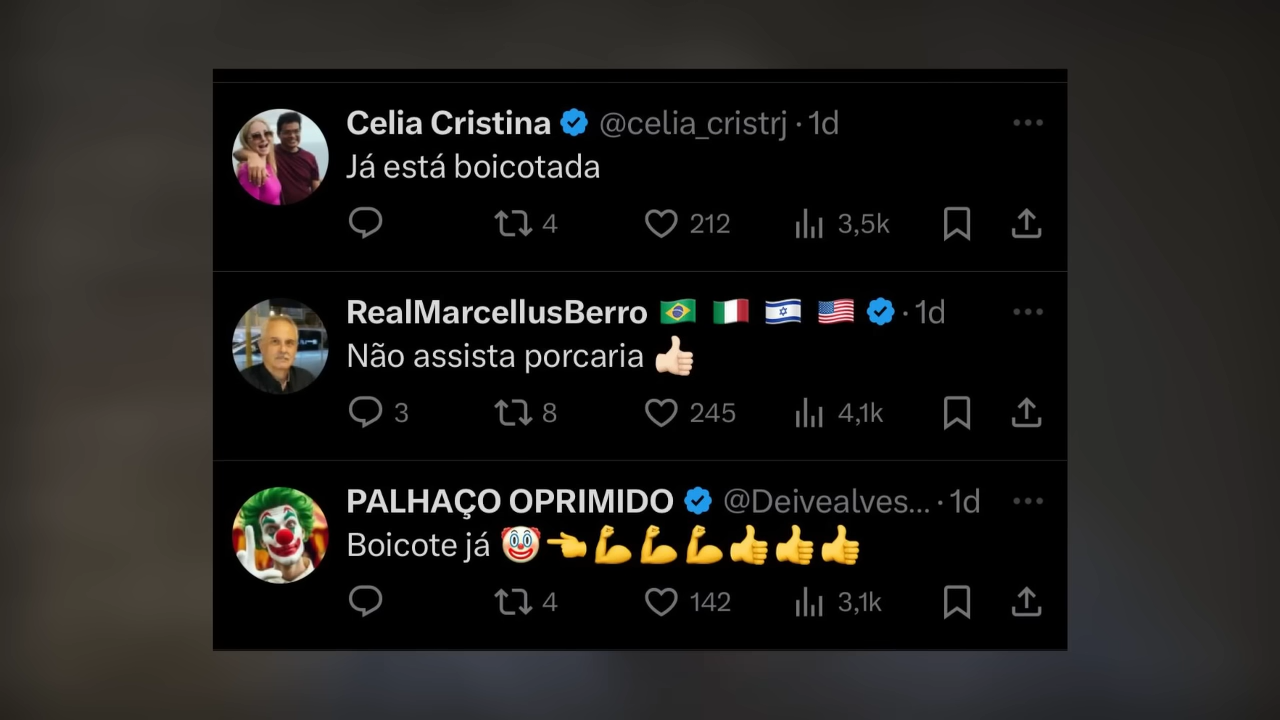 Celia Cristina @celia_cristrj · 1d
Já está boicotada
4 212 3,5k
RealMarcellusBerro 🇧🇷 🇮🇹 🇮🇱 🇺🇸 · 1d
Não assista porcaria 👍🏻
3 8 245 4,1k
PALHAÇO OPRIMIDO @Deivealves... · 1d
Boicote já 🤡👈💪💪💪👍👍👍
4 142 3,1k